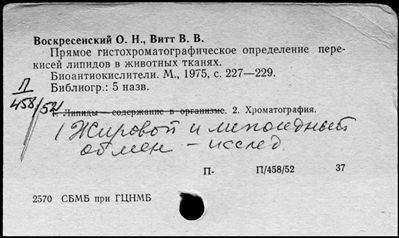 Воскресенский О. Н., Витт В. В.
Прямое гистохроматографическое определение пере-
кисей липидов в животных тканях.
Биоантиокислители. М., 1975, с. 227—229.
Библиогр.: 5 назв.
П
458/52
1. Липиды — содержание в организме. 2. Хроматография.
1 Жировой и липоидный
обмен – исслед.
П- П/458/52 37
2570 СБМБ при ГЦНМБ